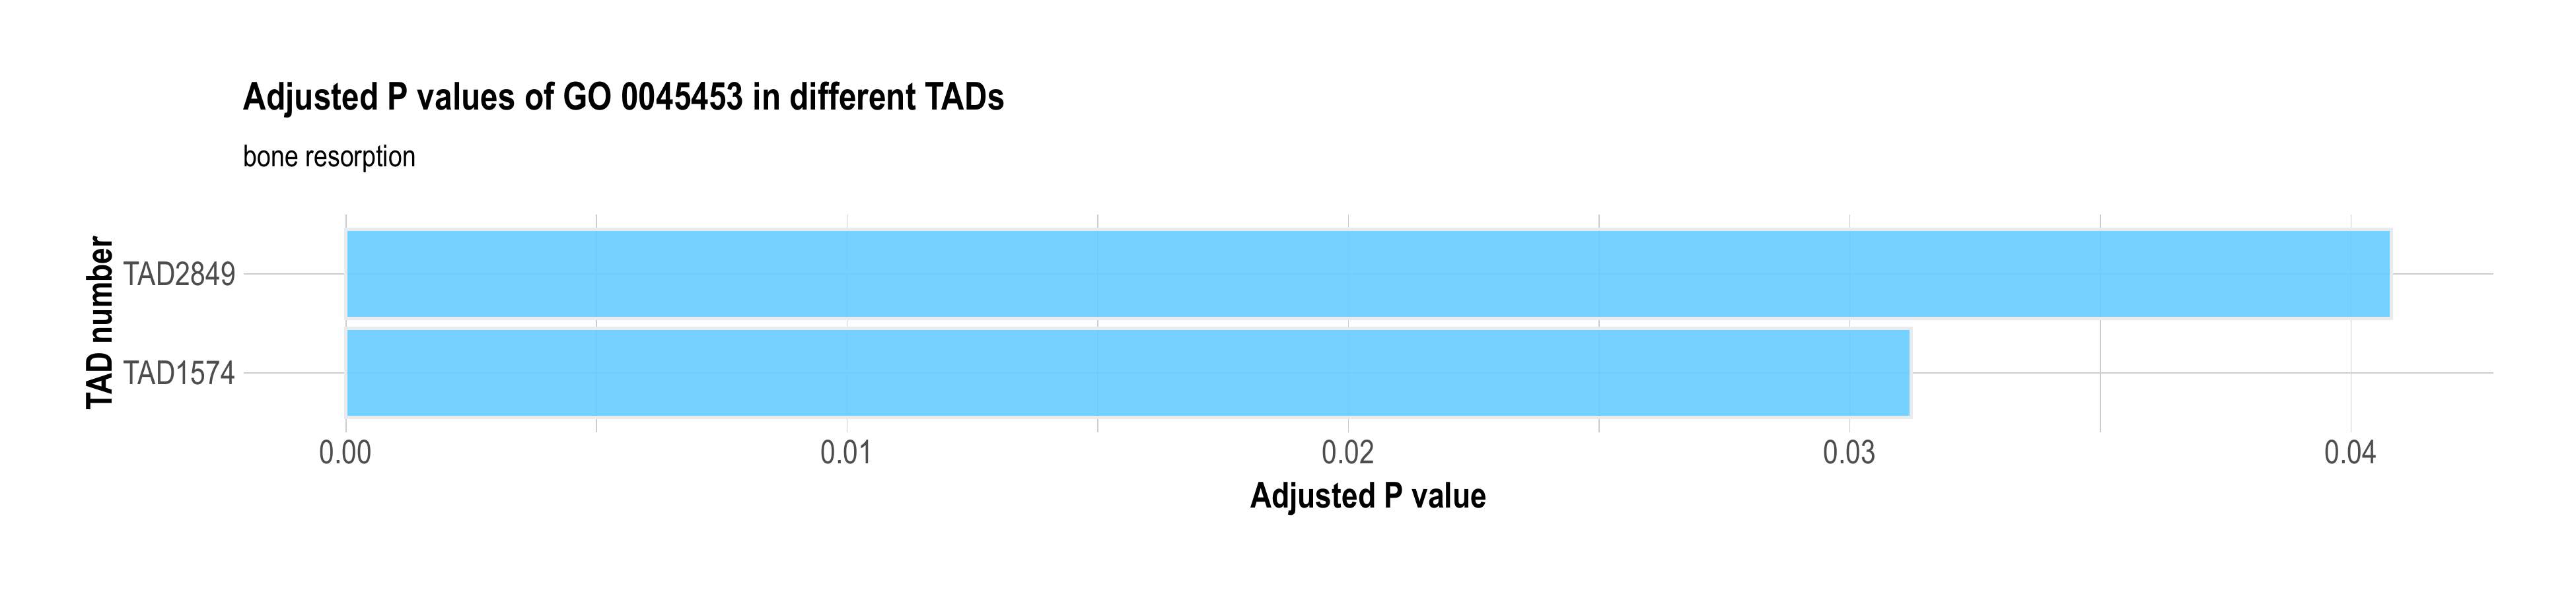 Adjusted P values of GO 0045453 in different TADs
bone resorption
TAD number
TAD2849
TAD1574
0.00 0.01 0.02 0.03 0.04
Adjusted P value